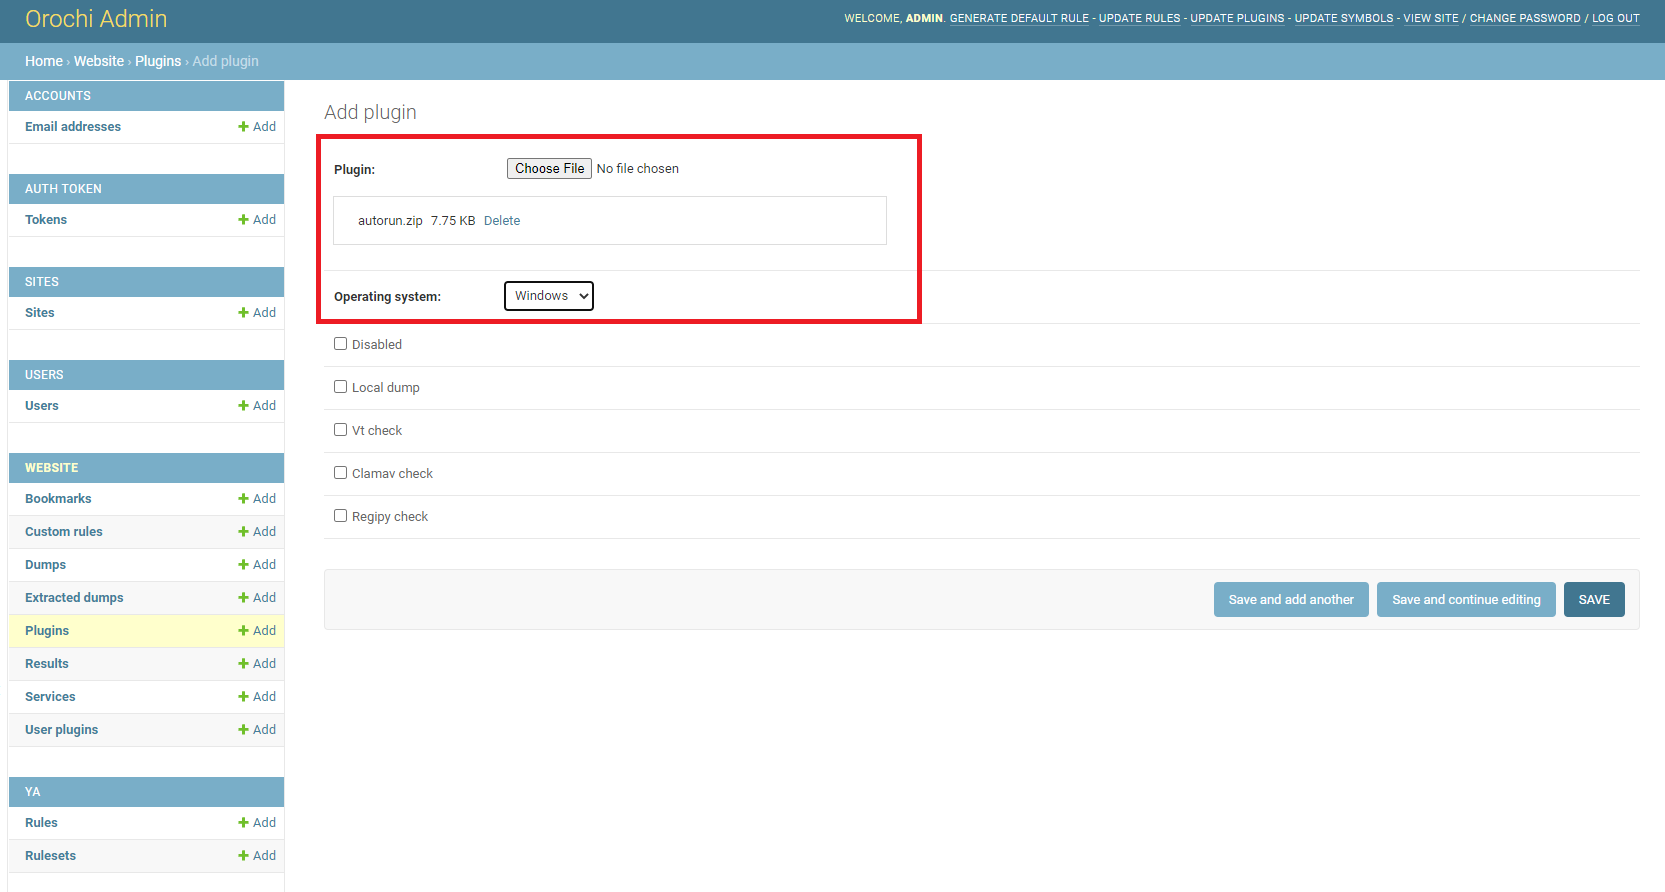 Orochi Admin
WELCOME, ADMIN. GENERATE DEFAULT RULE - UPDATE RULES - UPDATE PLUGINS - UPDATE SYMBOLS - VIEW SITE / CHANGE PASSWORD / LOG OUT
Home › Website › Plugins › Add plugin
ACCOUNTS
Email addresses Add
AUTH TOKEN
Tokens Add
SITES
Sites Add
USERS
Users Add
WEBSITE
Bookmarks Add
Custom rules Add
Dumps Add
Extracted dumps Add
Plugins Add
Results Add
Services Add
User plugins Add
YA
Rules Add
Rulesets Add
Add plugin
Plugin: Choose File No file chosen
autorun.zip 7.75 KB Delete
Operating system: Windows
Disabled
Local dump
Vt check
Clamav check
Regipy check
Save and add another Save and continue editing SAVE